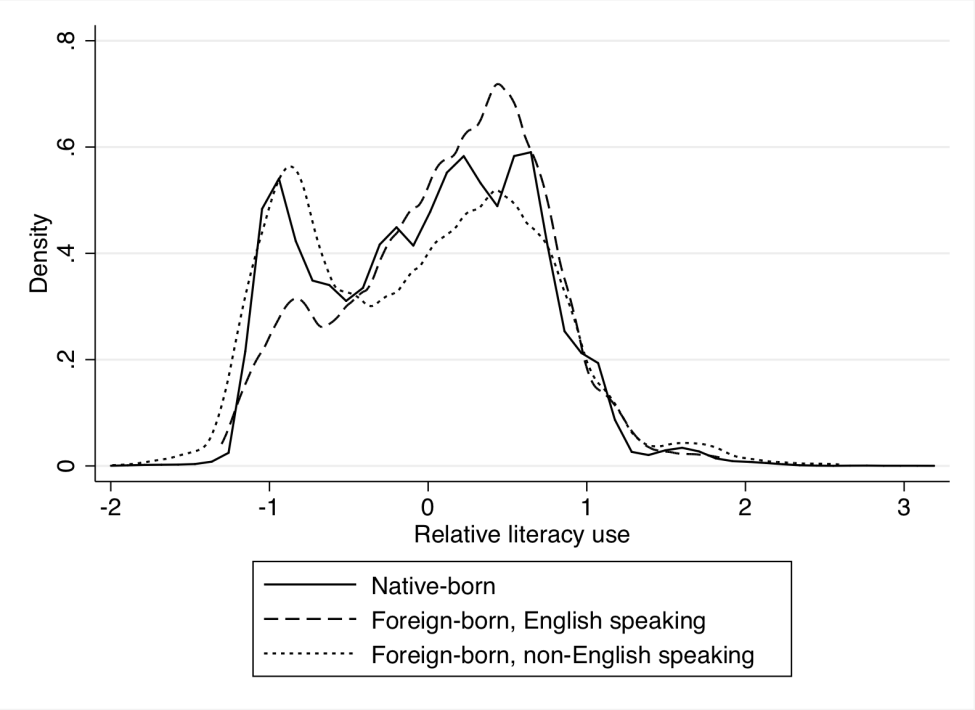 .8
.6
.4
.2
0
Density
-2 -1 0 1 2 3
Relative literacy use
Native-born
Foreign-born, English speaking
Foreign-born, non-English speaking